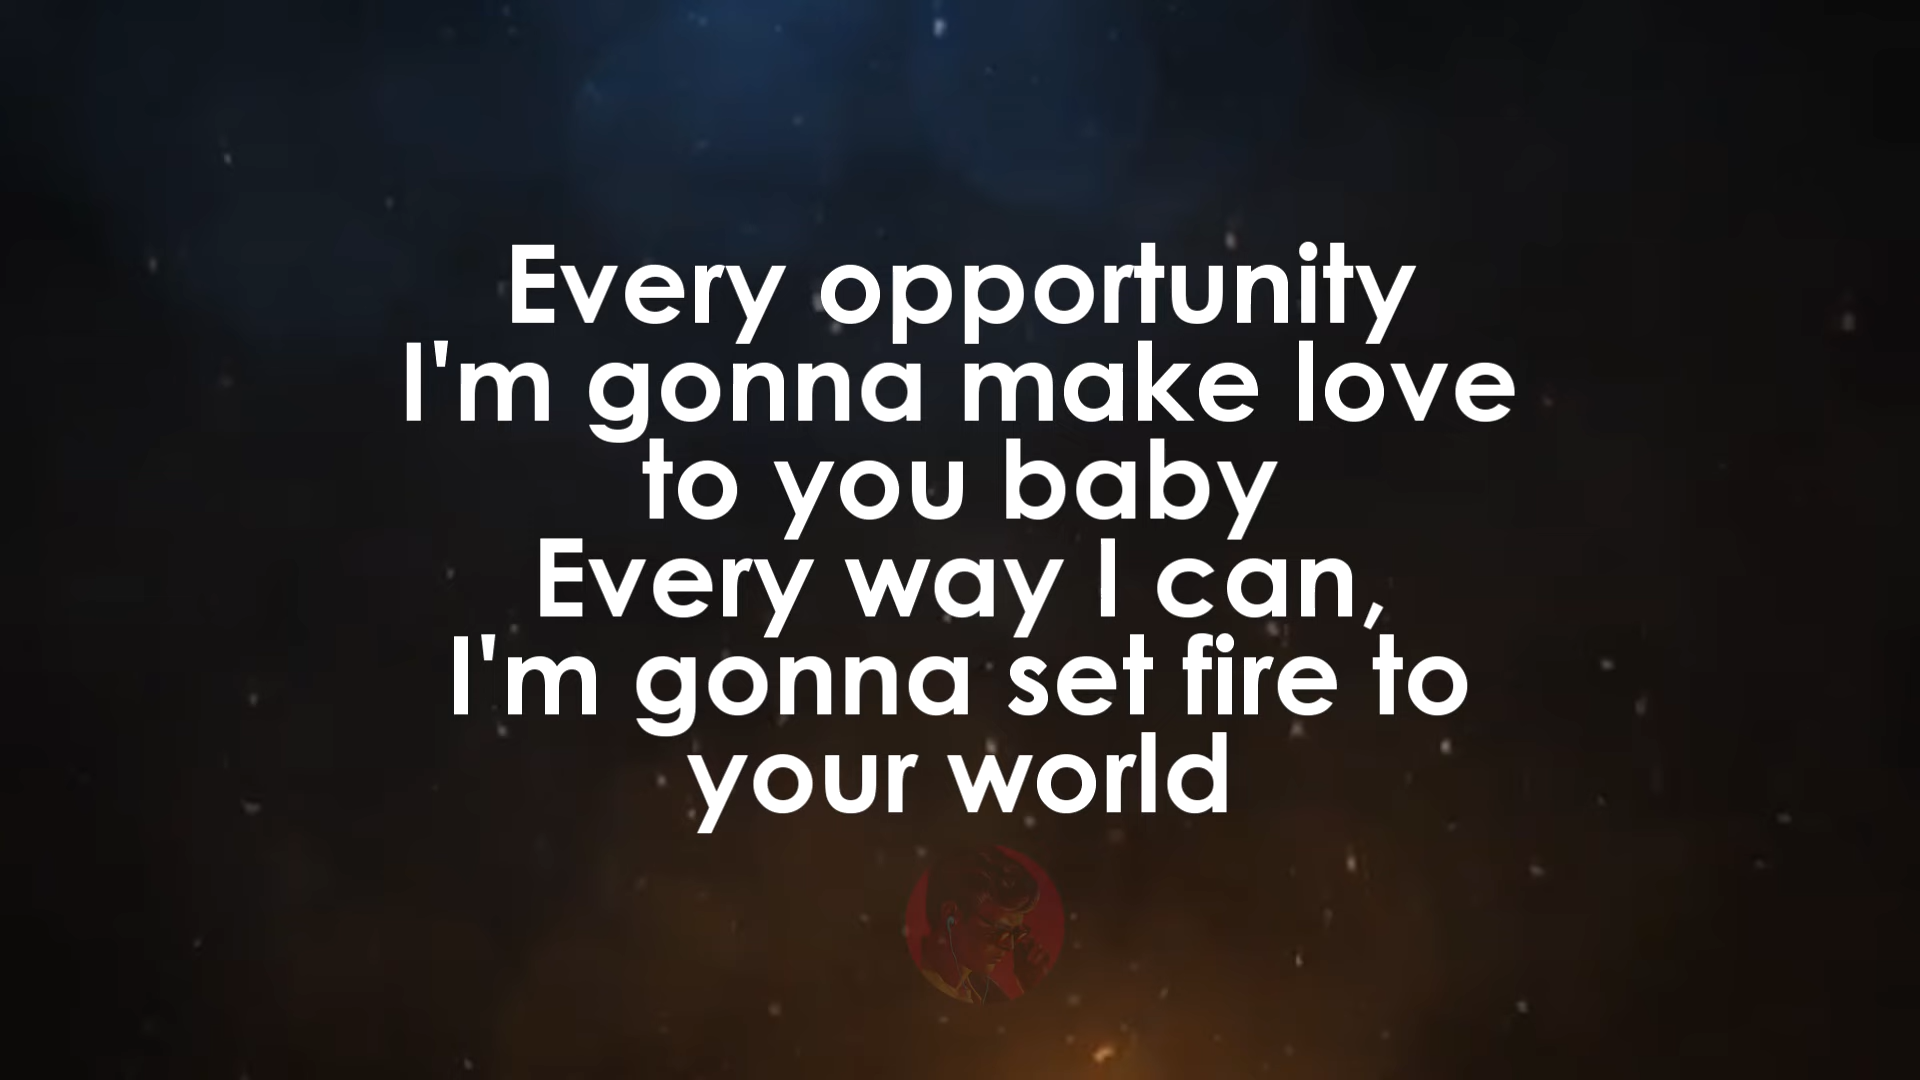 Every opportunity
I'm gonna make love
to you baby
Every way I can,
I'm gonna set fire to
your world